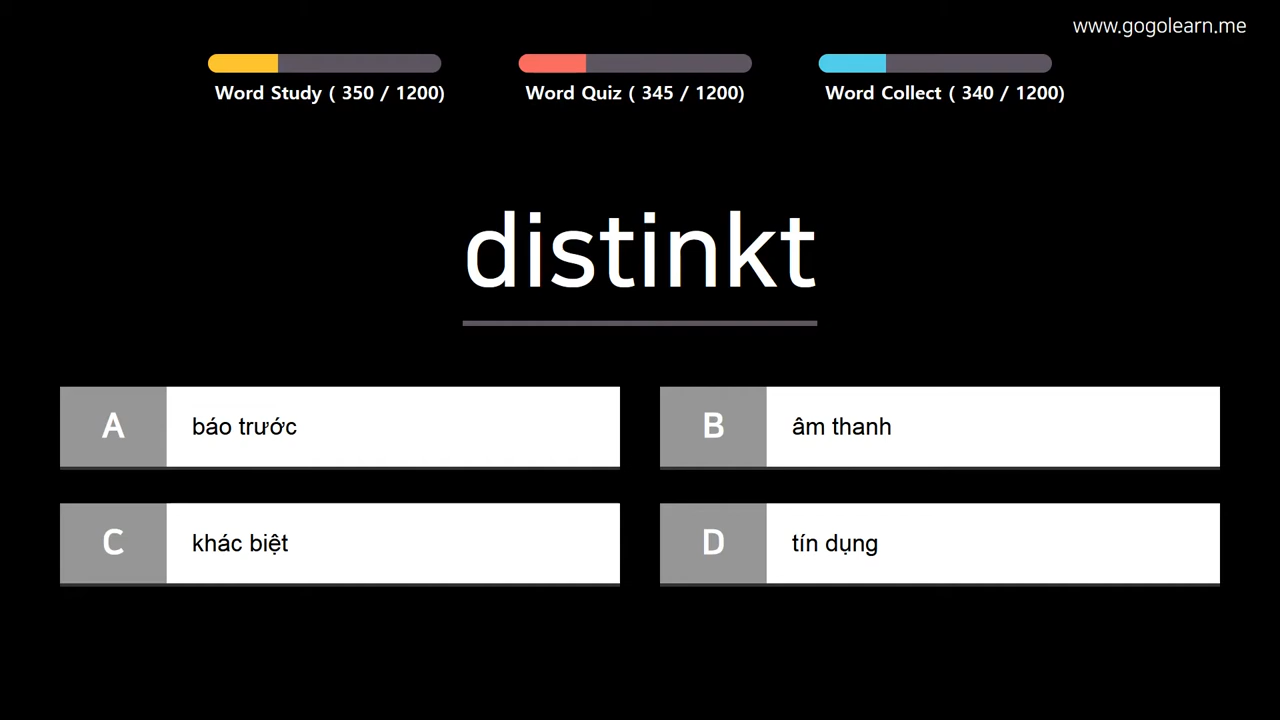 www.gogolearn.me
Word Study ( 350 / 1200)
Word Quiz ( 345 / 1200)
Word Collect ( 340 / 1200)
distinkt
A báo trước
B âm thanh
C khác biệt
D tín dụng